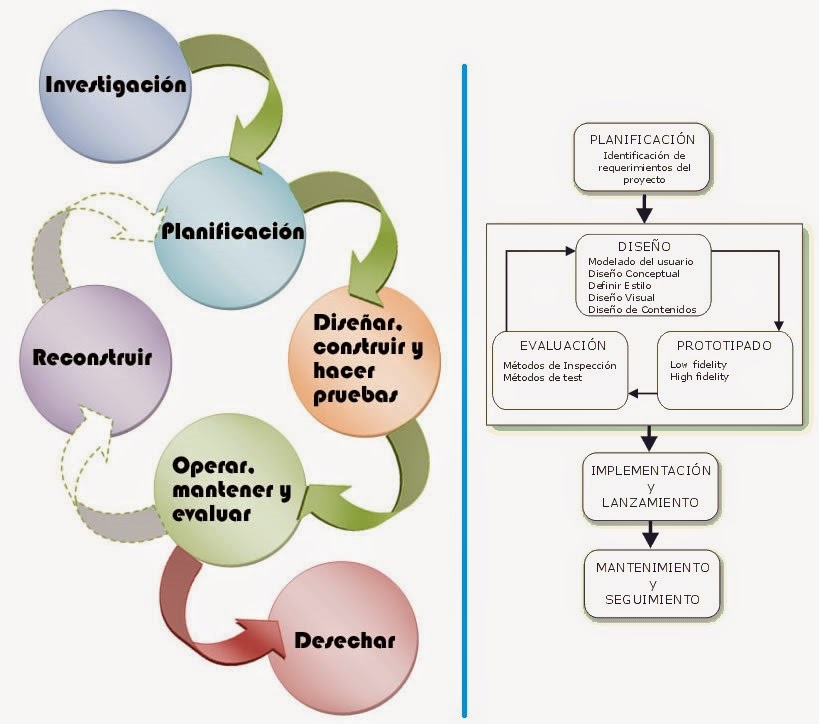 Investigación
Planificación
Diseñar,
construir y
hacer
pruebas
Reconstruir
Operar,
mantener y
evaluar
Desechar
PLANIFICACIÓN
Identificación de
requerimientos del
proyecto
DISEÑO
Modelado del usuario
Diseño Conceptual
Definir Estilo
Diseño Visual
Diseño de Contenidos
EVALUACIÓN
Métodos de Inspección
Métodos de test
PROTOTIPADO
Low fidelity
High fidelity
IMPLEMENTACIÓN
y
LANZAMIENTO
MANTENIMIENTO
y
SEGUIMIENTO